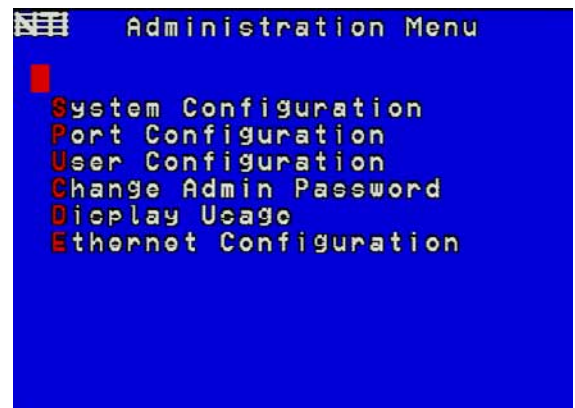 NTI Administration Menu
System Configuration
Port Configuration
User Configuration
Change Admin Password
Display Usage
Ethernet Configuration